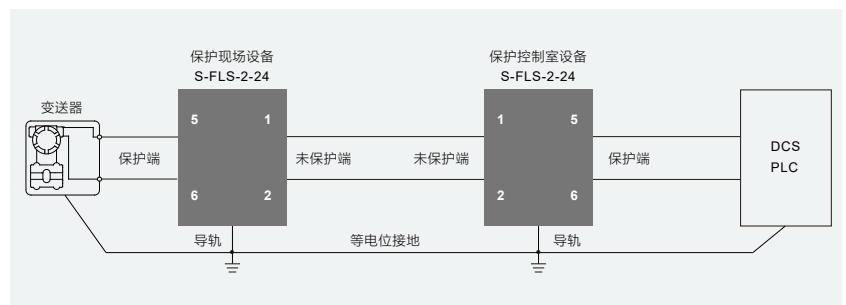 保护现场设备
S-FLS-2-24
保护控制室设备
S-FLS-2-24
变送器
5 1
1 5
DCS
PLC
保护端
未保护端
未保护端
保护端
6 2
2 6
导轨
等电位接地
导轨